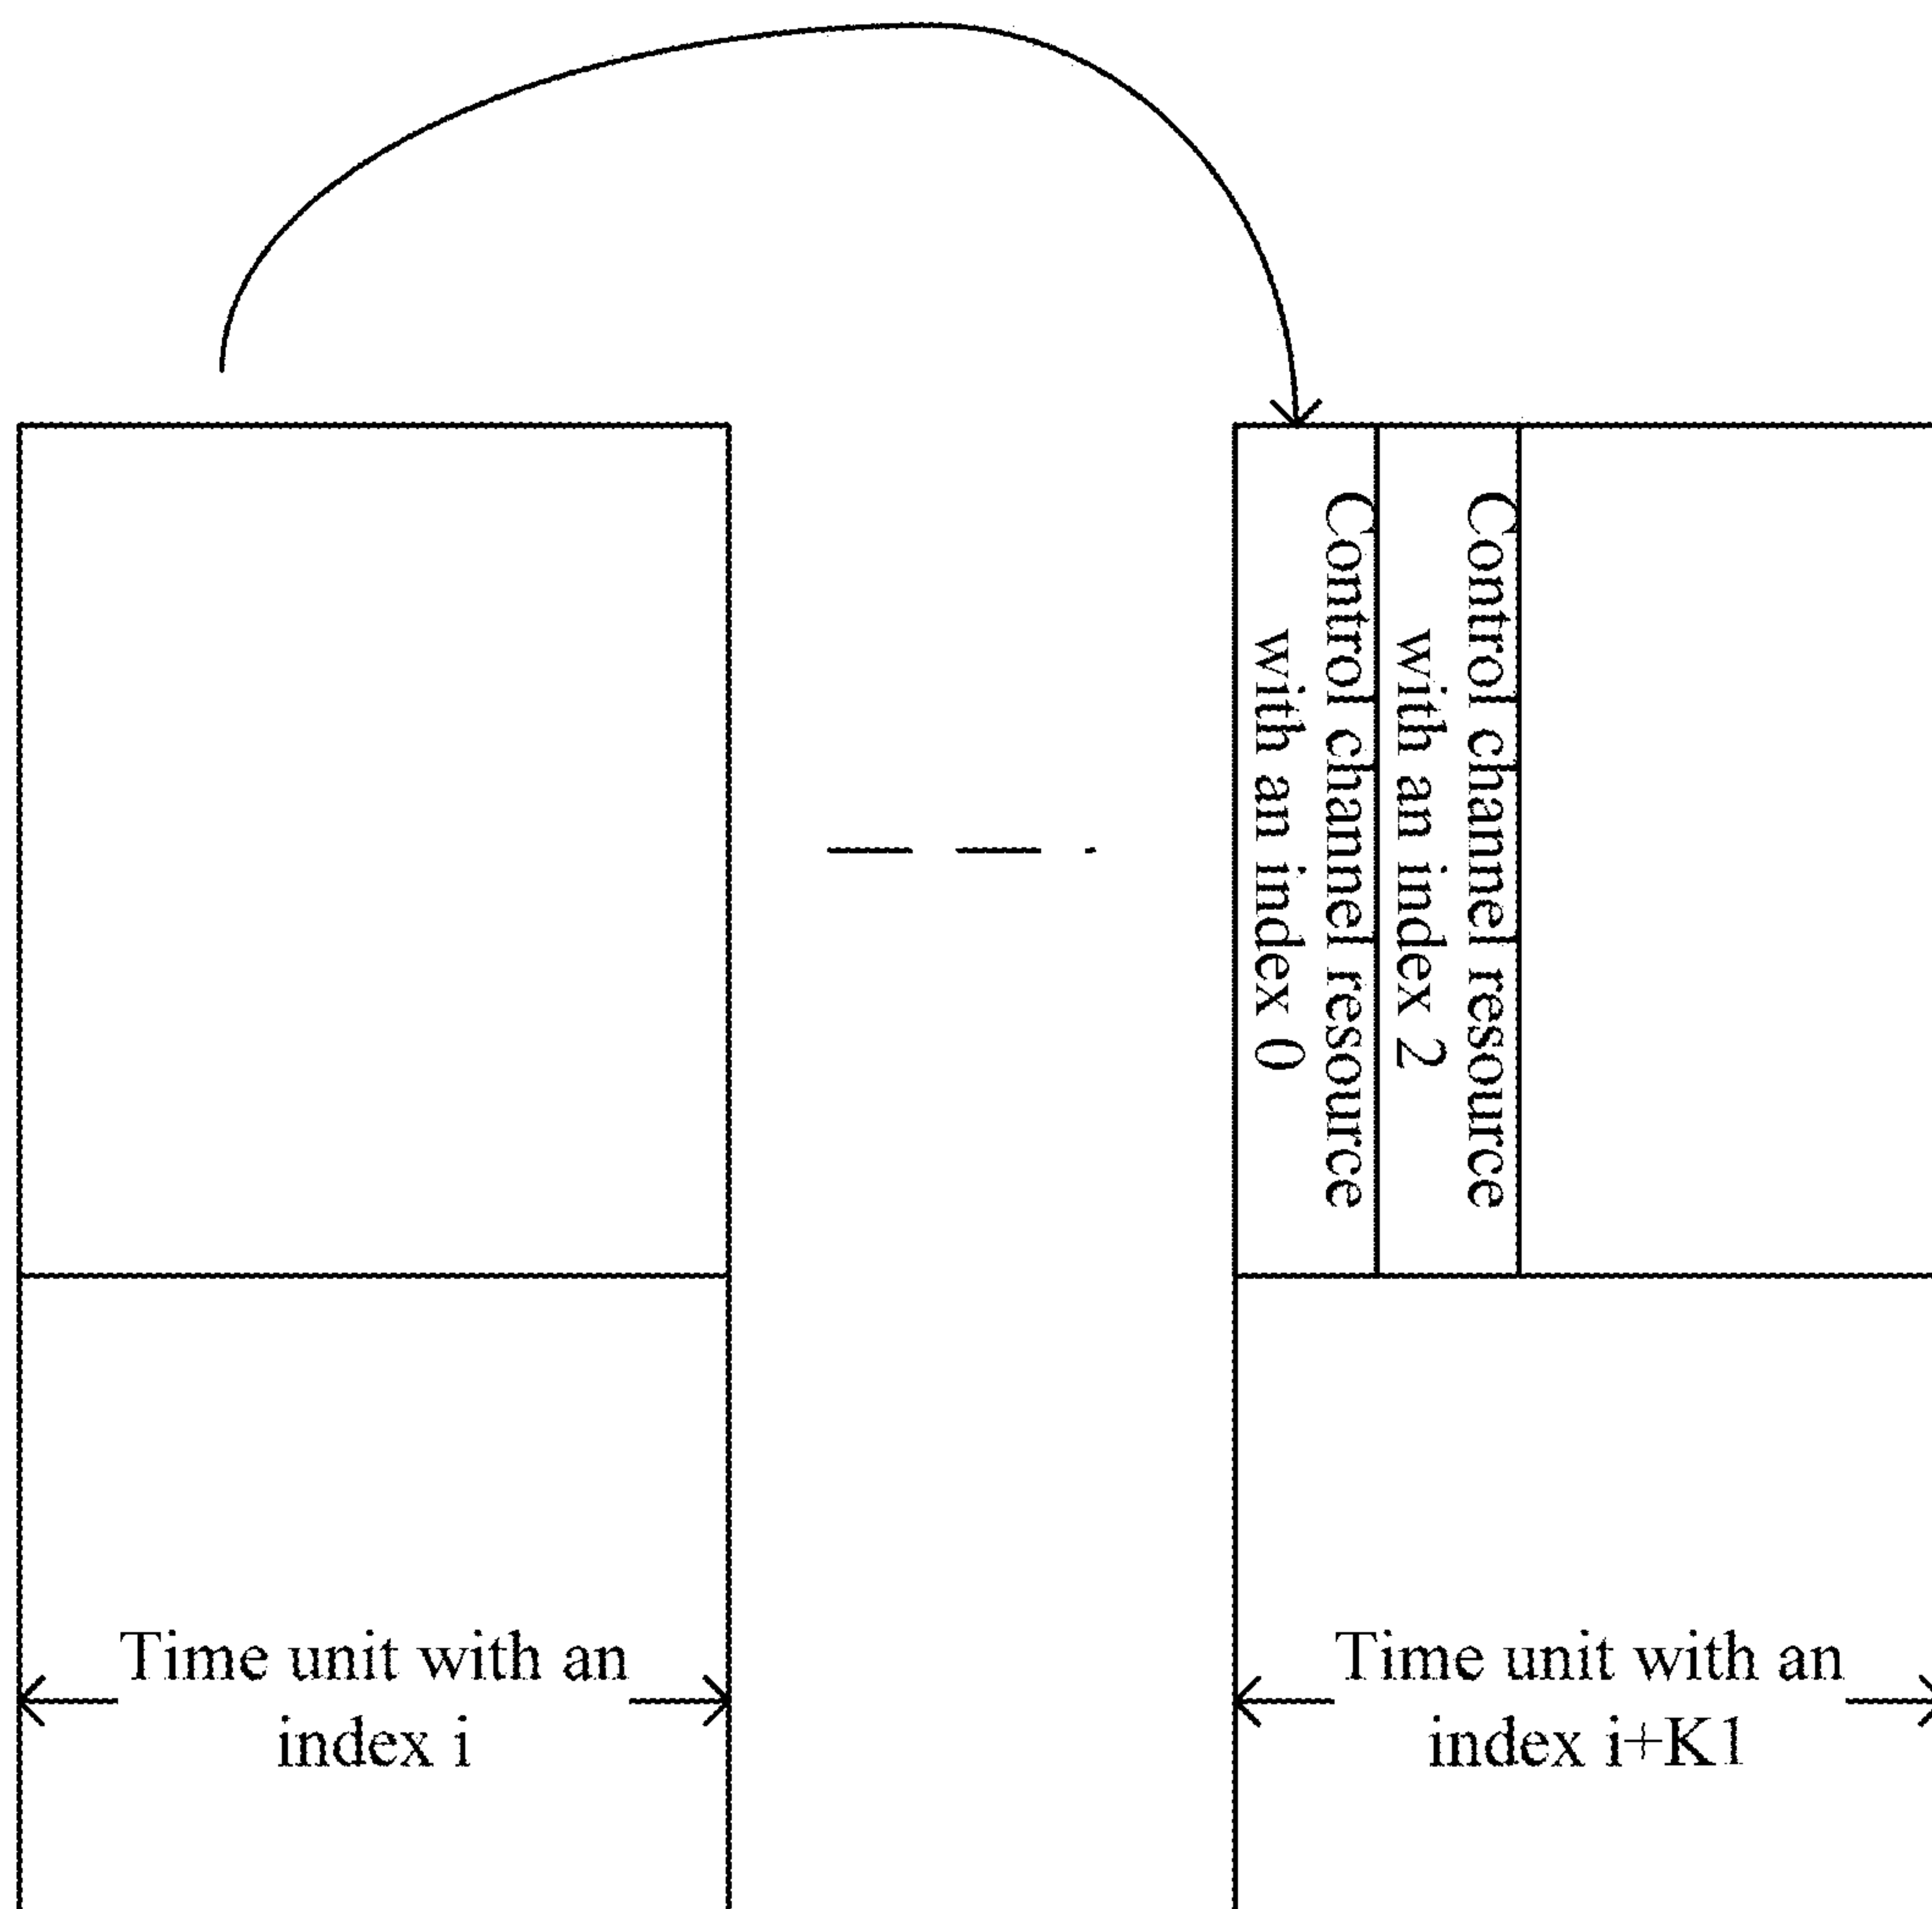 Control channel resource
with an index 0
Control channel resource
with an index 2
Time unit with an
index i
Time unit with an
index i+K1